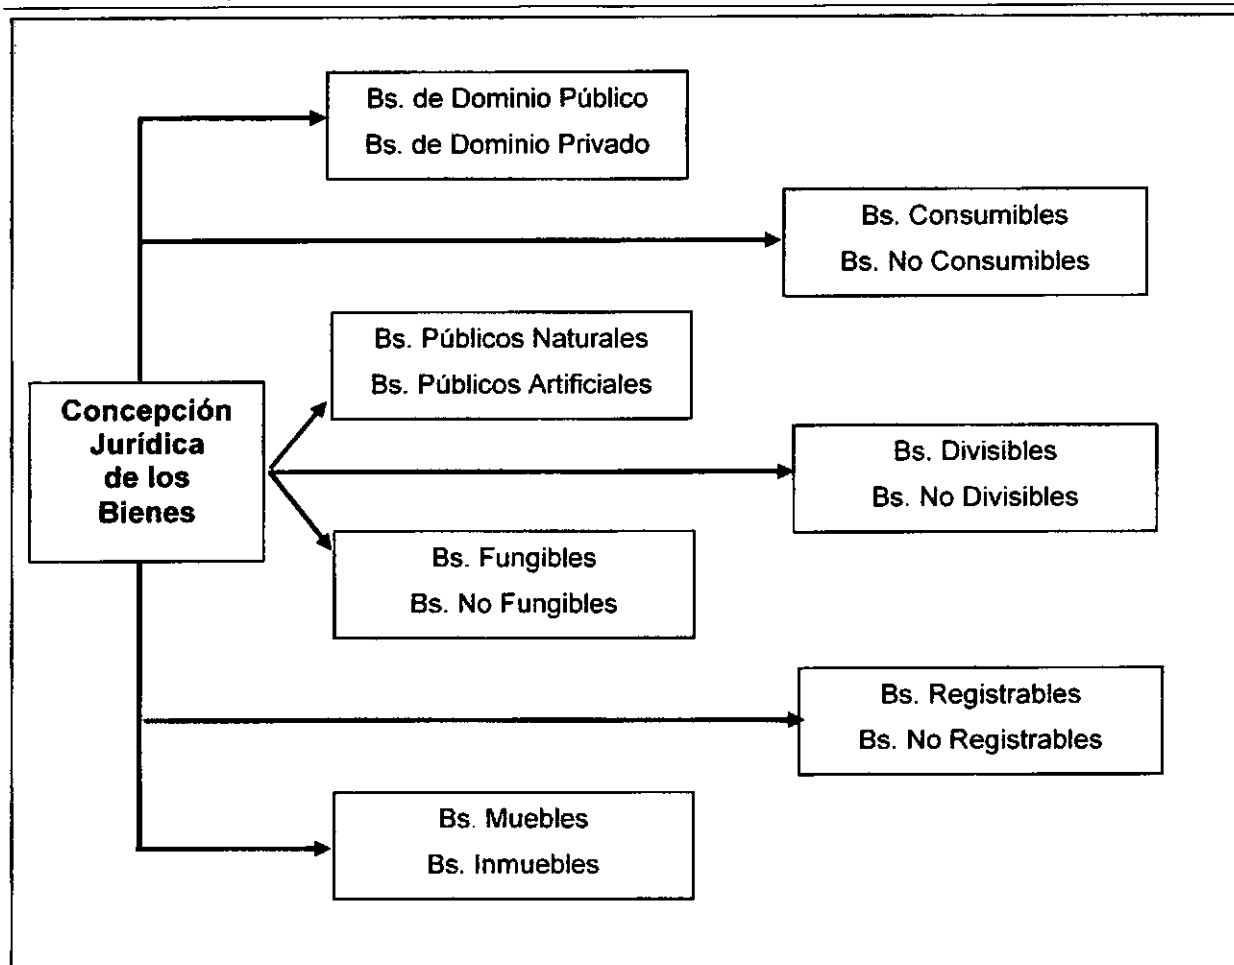 Bs. de Dominio Público
Bs. de Dominio Privado
Bs. Consumibles
Bs. No Consumibles
Bs. Públicos Naturales
Bs. Públicos Artificiales
Concepción
Jurídica
de los
Bienes
Bs. Divisibles
Bs. No Divisibles
Bs. Fungibles
Bs. No Fungibles
Bs. Registrables
Bs. No Registrables
Bs. Muebles
Bs. Inmuebles